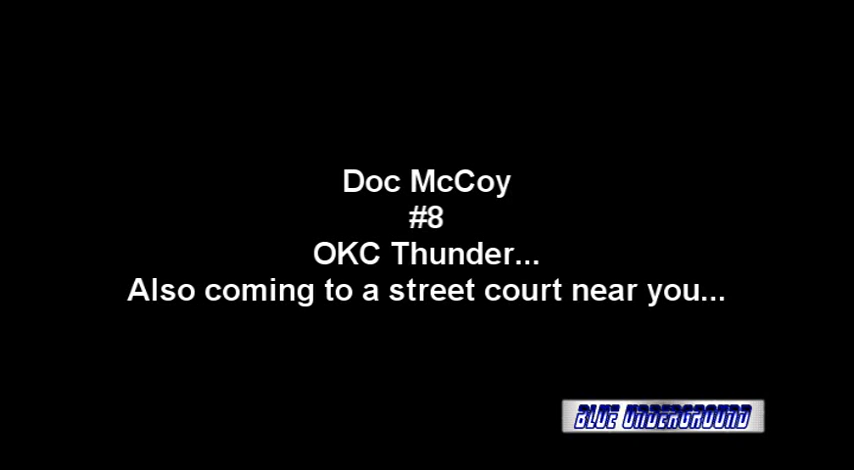 Doc McCoy
#8
OKC Thunder...
Also coming to a street court near you...
BLUE UNDERGROUND